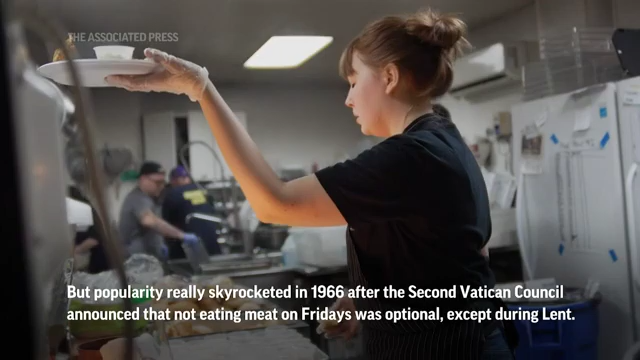 THE ASSOCIATED PRESS
But popularity really skyrocketed in 1966 after the Second Vatican Council
announced that not eating meat on Fridays was optional, except during Lent.